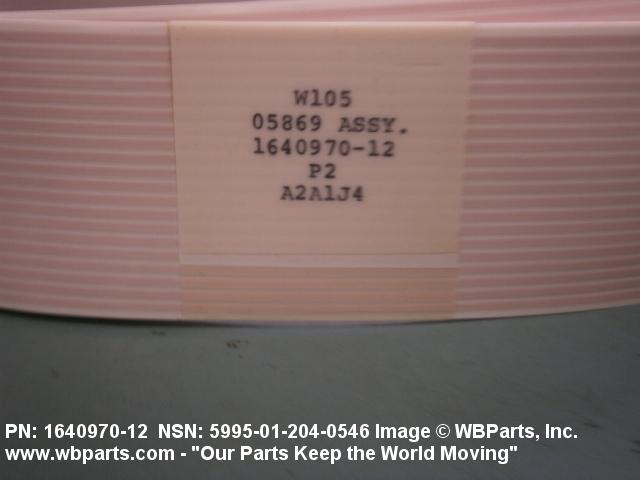 W105
05869 ASSY.
1640970-12
P2
A2A1J4
PN: 1640970-12 NSN: 5995-01-204-0546 Image © WBParts, Inc.
www.wbparts.com - "Our Parts Keep the World Moving"